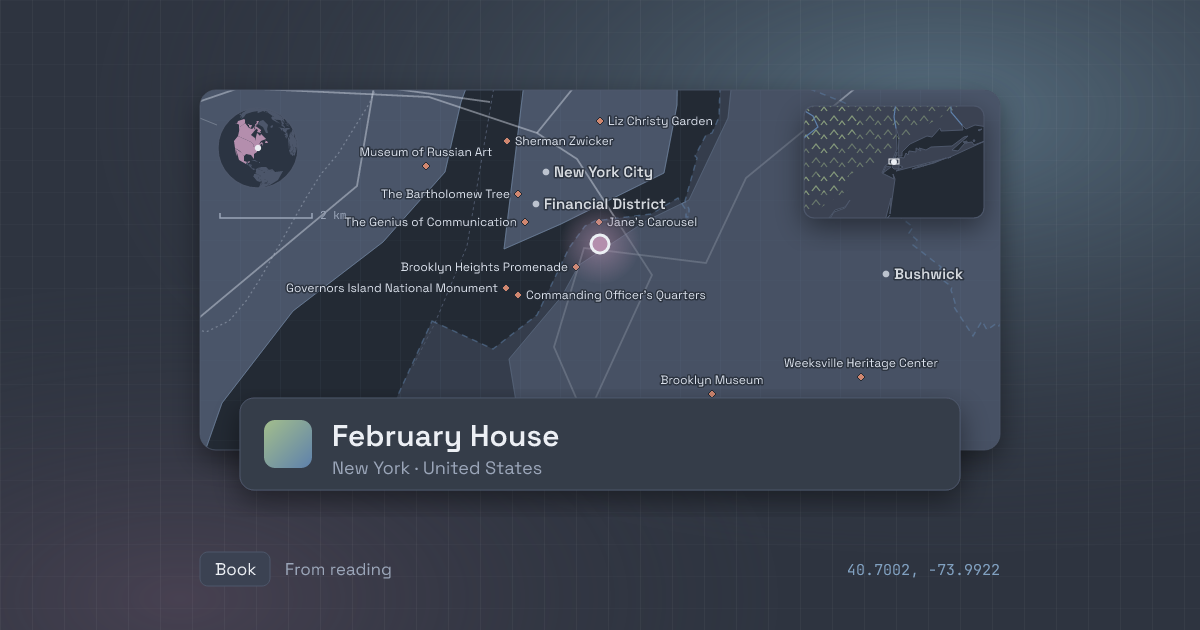 Liz Christy Garden
Sherman Zwicker
Museum of Russian Art
New York City
The Bartholomew Tree
Financial District
2 km
The Genius of Communication
Jane's Carousel
Brooklyn Heights Promenade
Bushwick
Governors Island National Monument
Commanding Officer's Quarters
Weeksville Heritage Center
Brooklyn Museum
February House
New York · United States
Book
From reading
40.7002, -73.9922